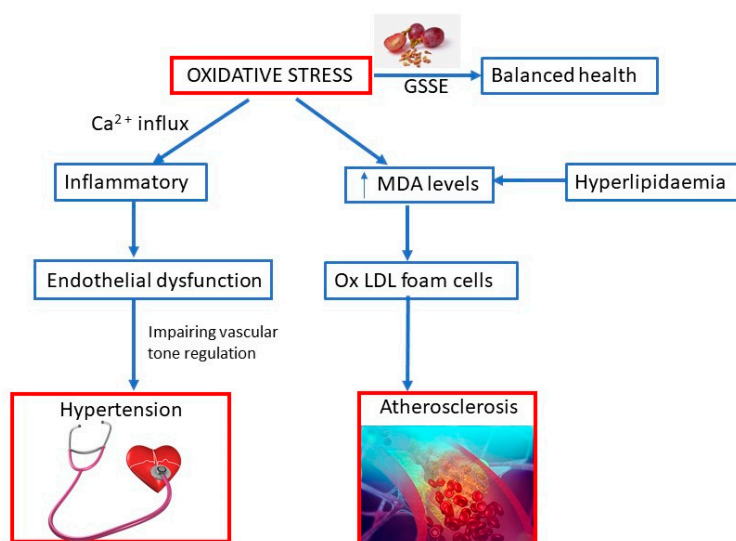 OXIDATIVE STRESS
GSSE
Balanced health
Ca²⁺ influx
Inflammatory
↑ MDA levels
Hyperlipidaemia
Endothelial dysfunction
Ox LDL foam cells
Impairing vascular
tone regulation
Hypertension
Atherosclerosis